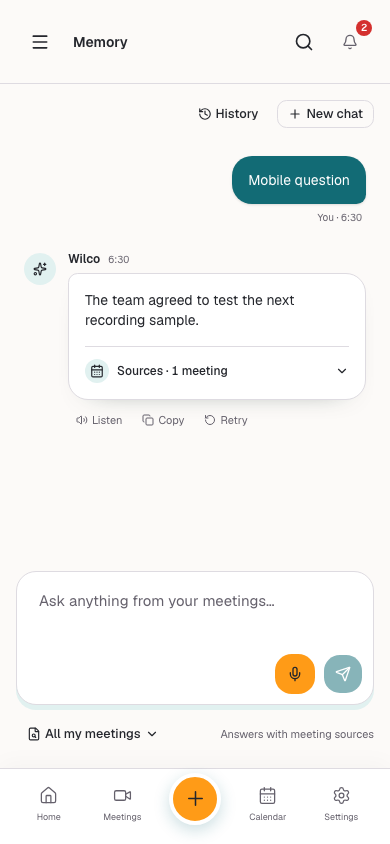 Memory
2
History
New chat
Mobile question
You · 6:30
Wilco 6:30
The team agreed to test the next
recording sample.
Sources · 1 meeting
Listen
Copy
Retry
Ask anything from your meetings...
All my meetings
Answers with meeting sources
Home
Meetings
Calendar
Settings